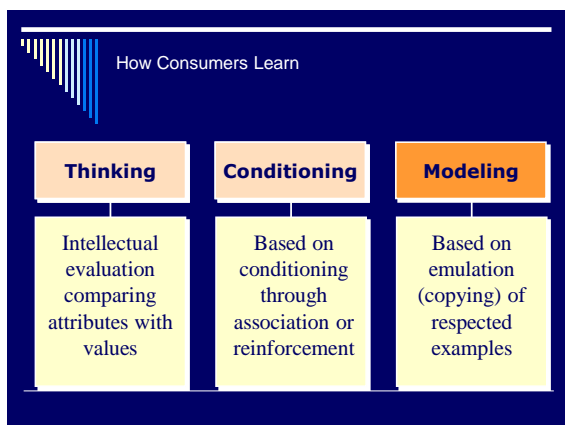 How Consumers Learn
Thinking
Conditioning
Modeling
Intellectual
evaluation
comparing
attributes with
values
Based on
conditioning
through
association or
reinforcement
Based on
emulation
(copying) of
respected
examples